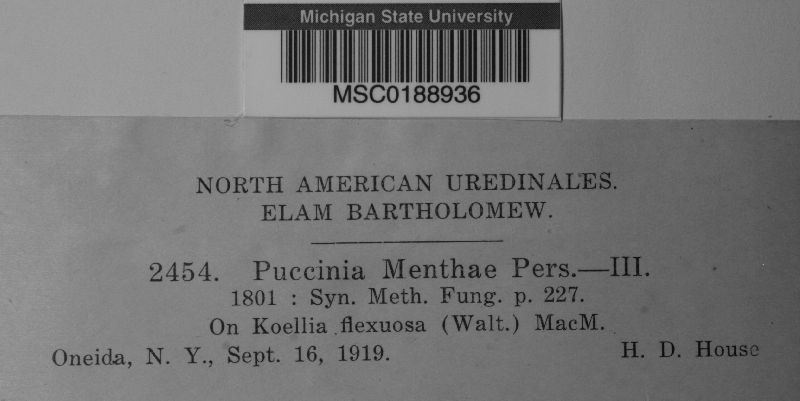 Michigan State University
MSC0188936
NORTH AMERICAN UREDINALES.
ELAM BARTHOLOMEW.
2454. Puccinia Menthae Pers.—III.
1801 : Syn. Meth. Fung. p. 227.
On Koellia flexuosa (Walt.) MacM.
Oneida, N. Y., Sept. 16, 1919. H. D. House